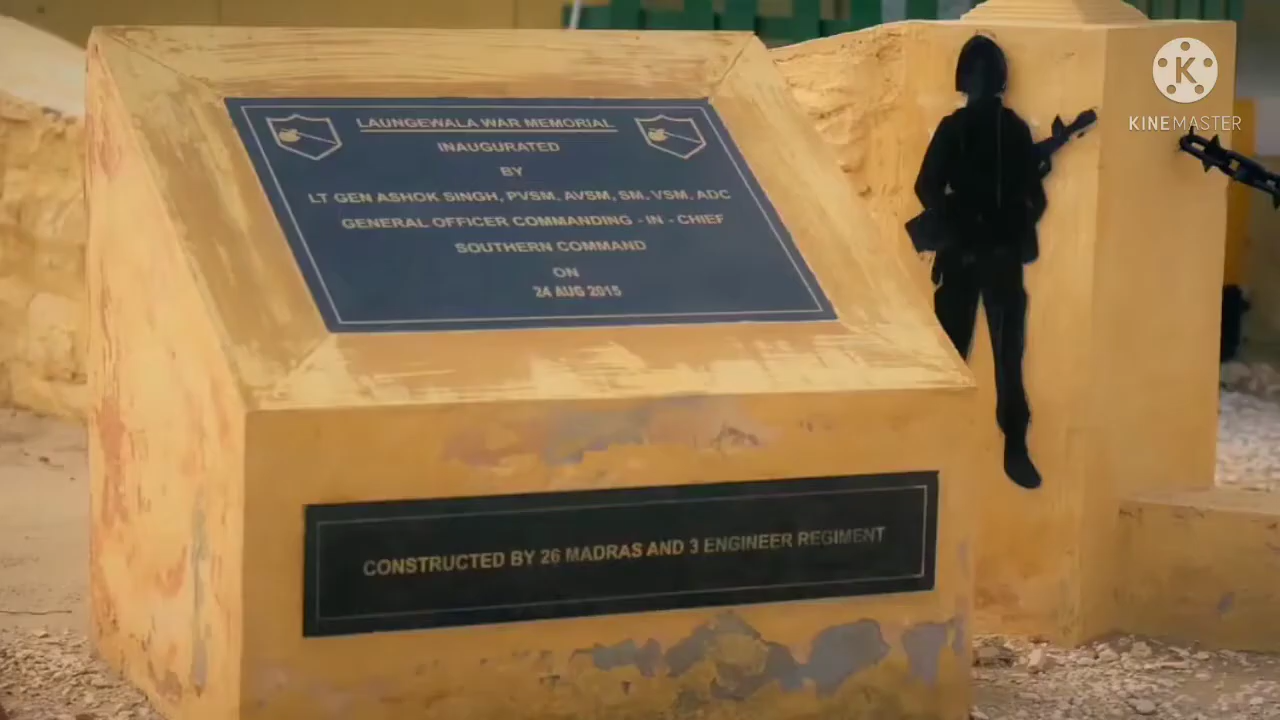 LAUNGEWALA WAR MEMORIAL
INAUGURATED
BY
LT GEN ASHOK SINGH, PVSM, AVSM, SM, VSM, ADC
GENERAL OFFICER COMMANDING - IN - CHIEF
SOUTHERN COMMAND
ON
24 AUG 2015
CONSTRUCTED BY 26 MADRAS AND 3 ENGINEER REGIMENT
K
KINEMASTER